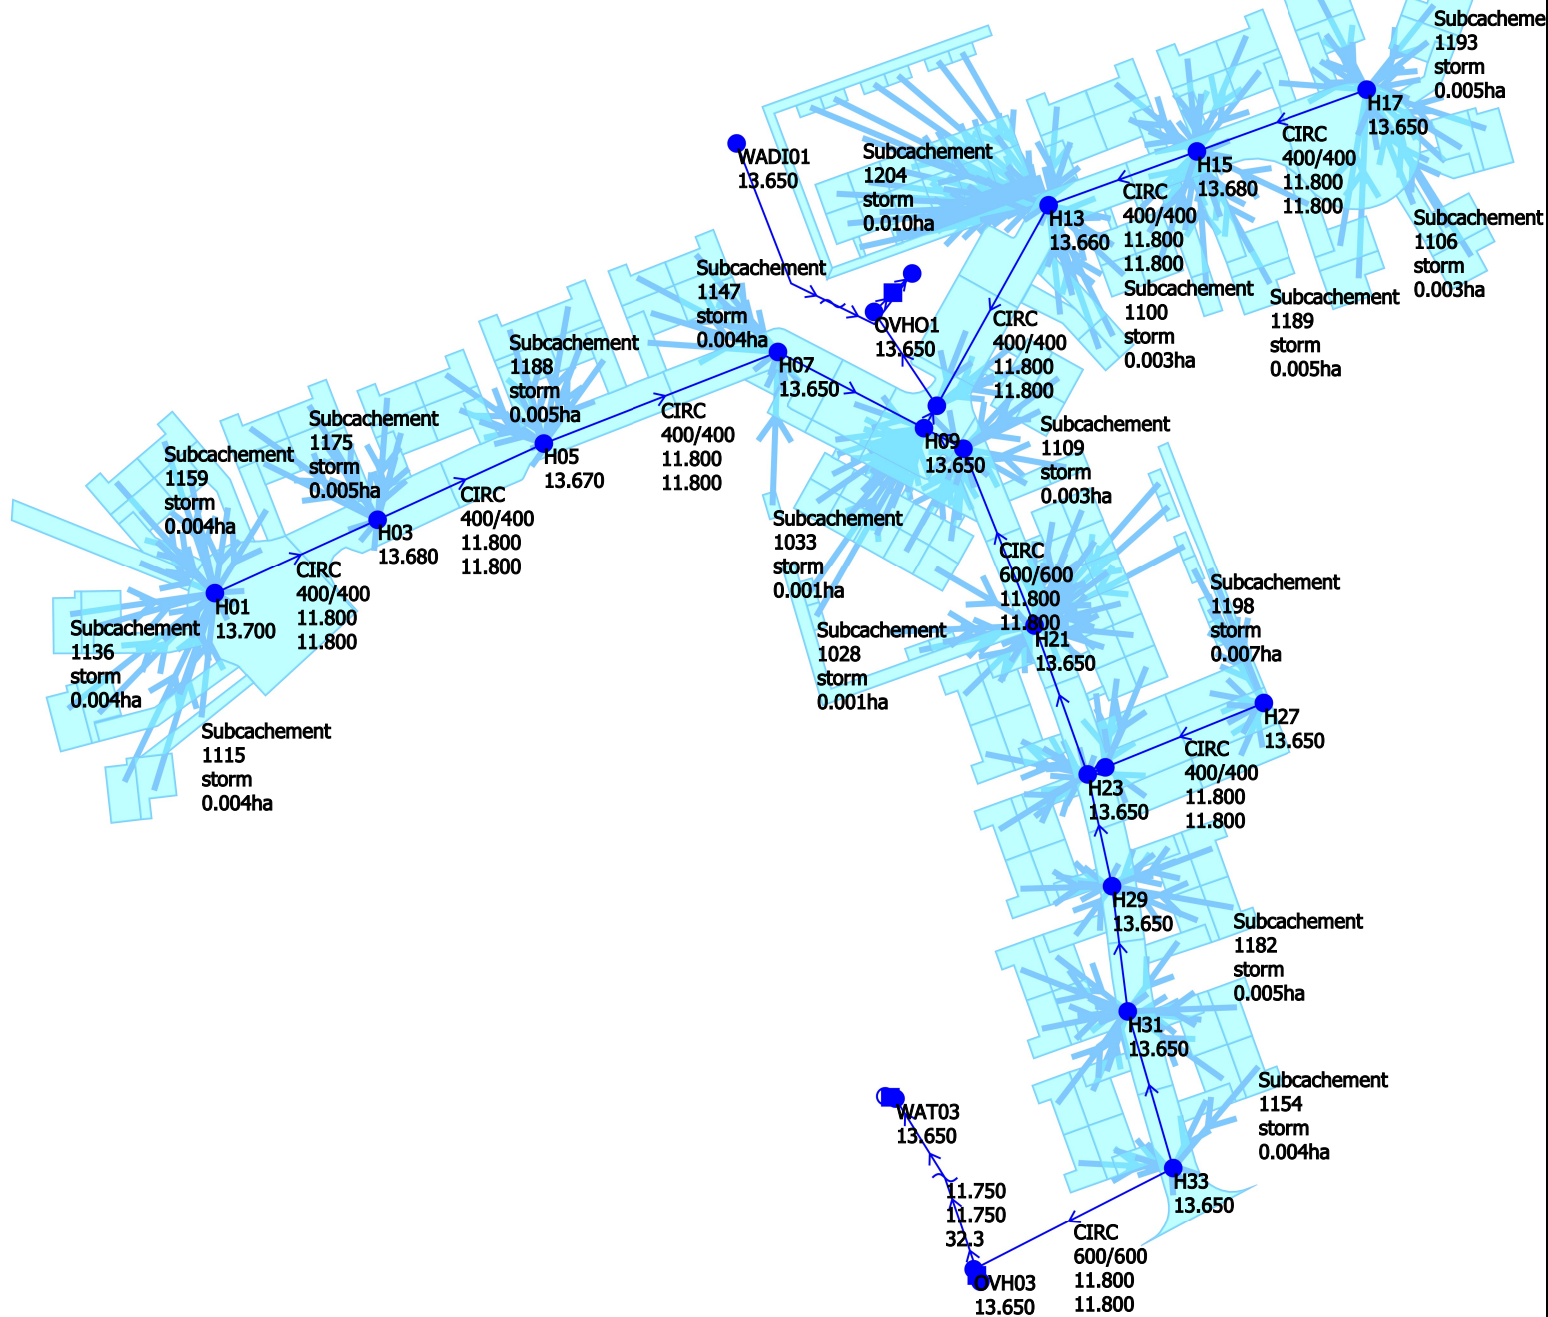 Subcacheme
1193
storm
0.005ha
H17
13.650
CIRC
400/400
11.800
11.800
WADI01
13.650
Subcachement
1204
storm
0.010ha
H15
13.680
CIRC
400/400
11.800
11.800
H13
13.660
Subcachement
1106
storm
0.003ha
Subcachement
1147
storm
0.004ha
Subcachement
1100
storm
0.003ha
Subcachement
1189
storm
0.005ha
OVHO1
13.650
CIRC
400/400
11.800
11.800
Subcachement
1188
storm
0.005ha
H07
13.650
CIRC
400/400
11.800
11.800
Subcachement
1175
storm
0.005ha
H05
13.670
H09
13.650
Subcachement
1109
storm
0.003ha
Subcachement
1159
storm
0.004ha
CIRC
400/400
11.800
11.800
H03
13.680
Subcachement
1033
storm
0.001ha
CIRC
600/600
11.800
11.800
CIRC
400/400
11.800
11.800
H01
13.700
Subcachement
1136
storm
0.004ha
Subcachement
1028
storm
0.001ha
H21
13.650
Subcachement
1198
storm
0.007ha
H27
13.650
Subcachement
1115
storm
0.004ha
CIRC
400/400
11.800
11.800
H23
13.650
H29
13.650
Subcachement
1182
storm
0.005ha
H31
13.650
Subcachement
1154
storm
0.004ha
WAT03
13.650
H33
13.650
11.750
11.750
32.3
CIRC
600/600
11.800
11.800
OVH03
13.650